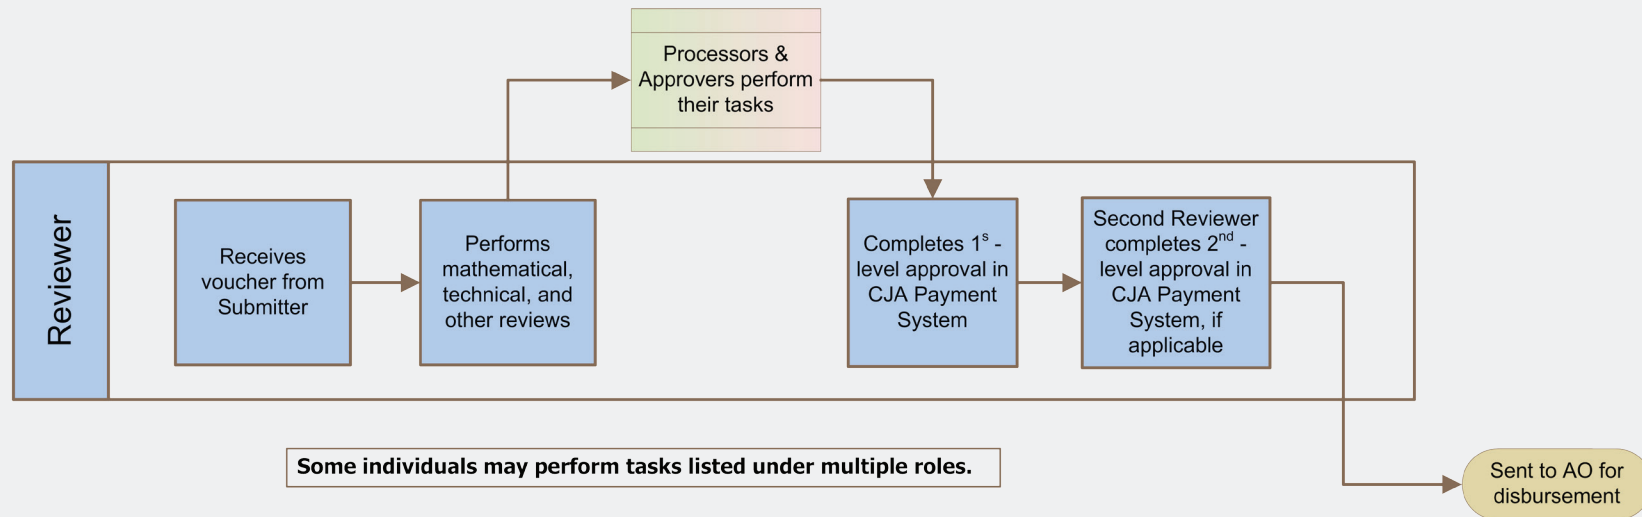 Processors &
Approvers perform
their tasks
Reviewer
Receives
voucher from
Submitter
Performs
mathematical,
technical, and
other reviews
Completes 1s -
level approval in
CJA Payment
System
Second Reviewer
completes 2nd -
level approval in
CJA Payment
System, if
applicable
Some individuals may perform tasks listed under multiple roles.
Sent to AO for
disbursement